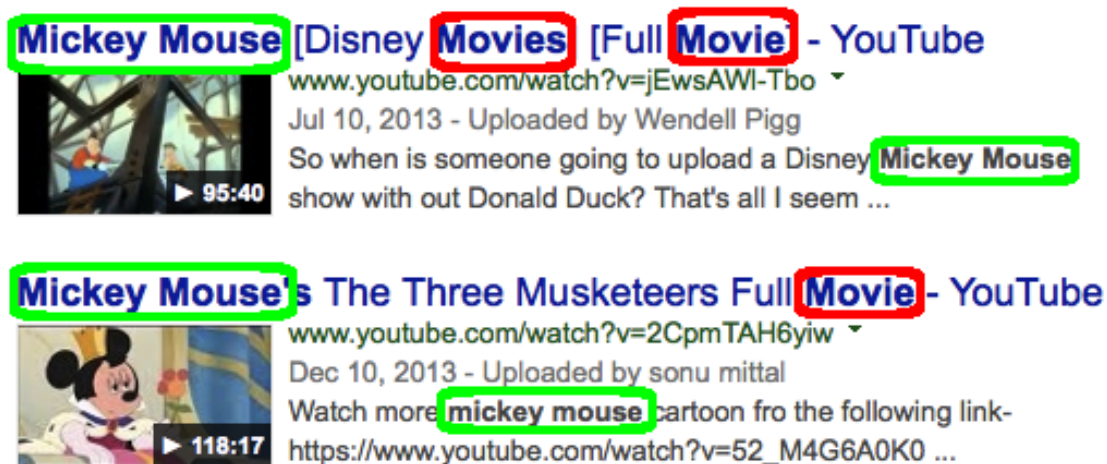 Mickey Mouse [Disney Movies [Full Movie] - YouTube
www.youtube.com/watch?v=jEwsAWl-Tbo
Jul 10, 2013 - Uploaded by Wendell Pigg
So when is someone going to upload a Disney Mickey Mouse
95:40 show with out Donald Duck? That's all I seem ...
Mickey Mouse's The Three Musketeers Full Movie - YouTube
www.youtube.com/watch?v=2CpmTAH6yiw
Dec 10, 2013 - Uploaded by sonu mittal
Watch more mickey mouse cartoon fro the following link-
118:17 https://www.youtube.com/watch?v=52_M4G6A0K0 ...